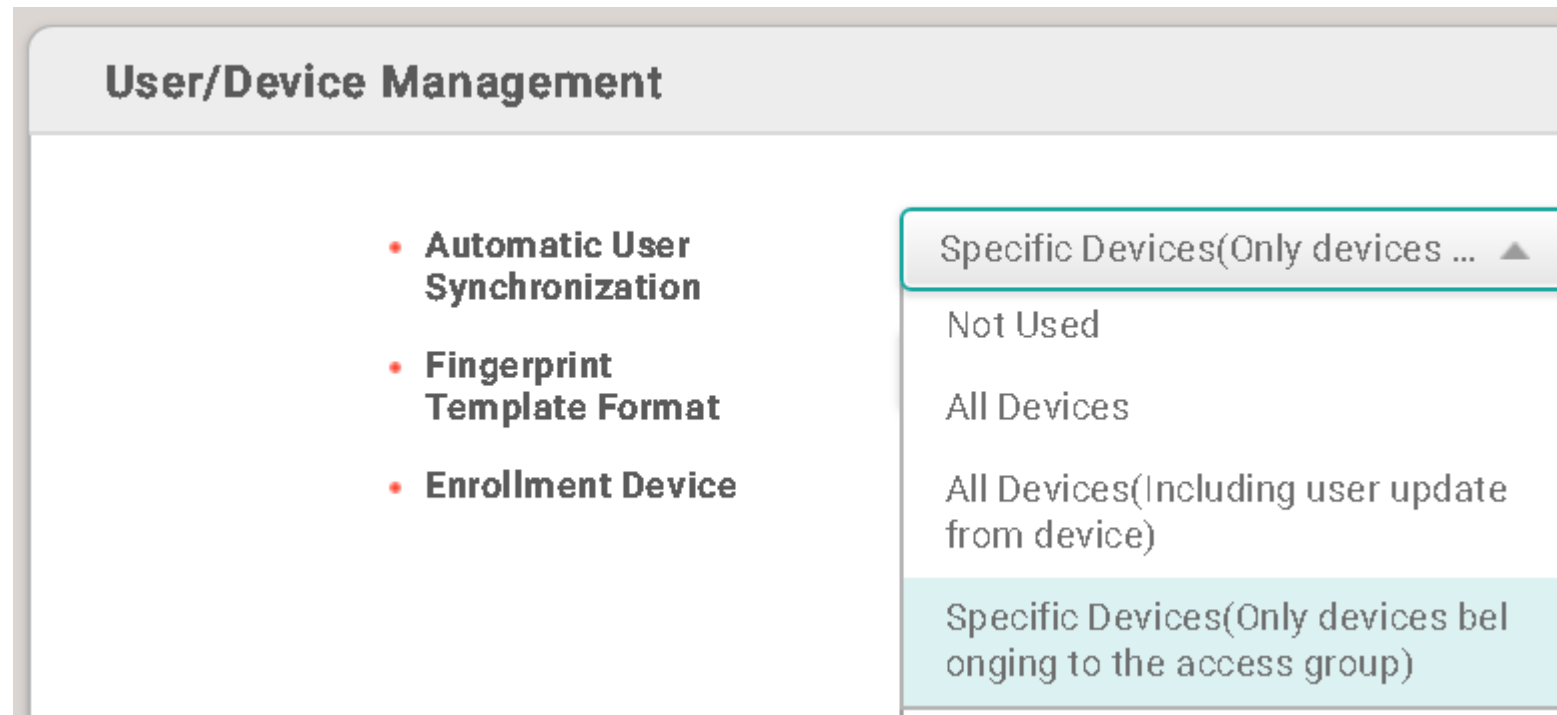 User/Device Management
Automatic User
Synchronization
Fingerprint
Template Format
Enrollment Device
Specific Devices(Only devices ...
Not Used
All Devices
All Devices(Including user update
from device)
Specific Devices(Only devices bel
onging to the access group)